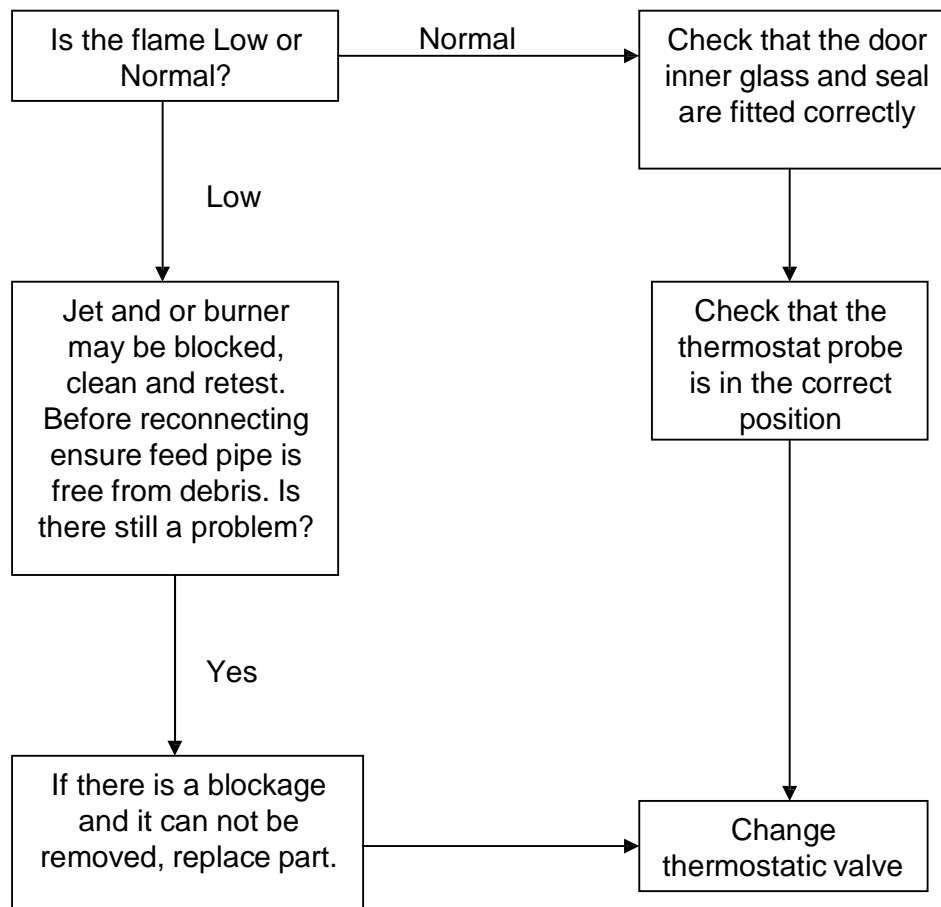 Is the flame Low or
Normal?
Normal
Check that the door
inner glass and seal
are fitted correctly
Low
Jet and or burner
may be blocked,
clean and retest.
Before reconnecting
ensure feed pipe is
free from debris. Is
there still a problem?
Check that the
thermostat probe
is in the correct
position
Yes
If there is a blockage
and it can not be
removed, replace part.
Change
thermostatic valve